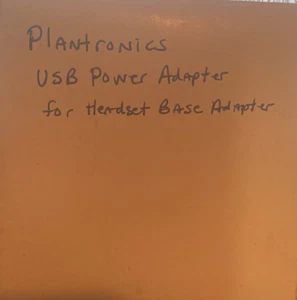 Plantronics
USB Power Adapter
for Headset Base Adapter